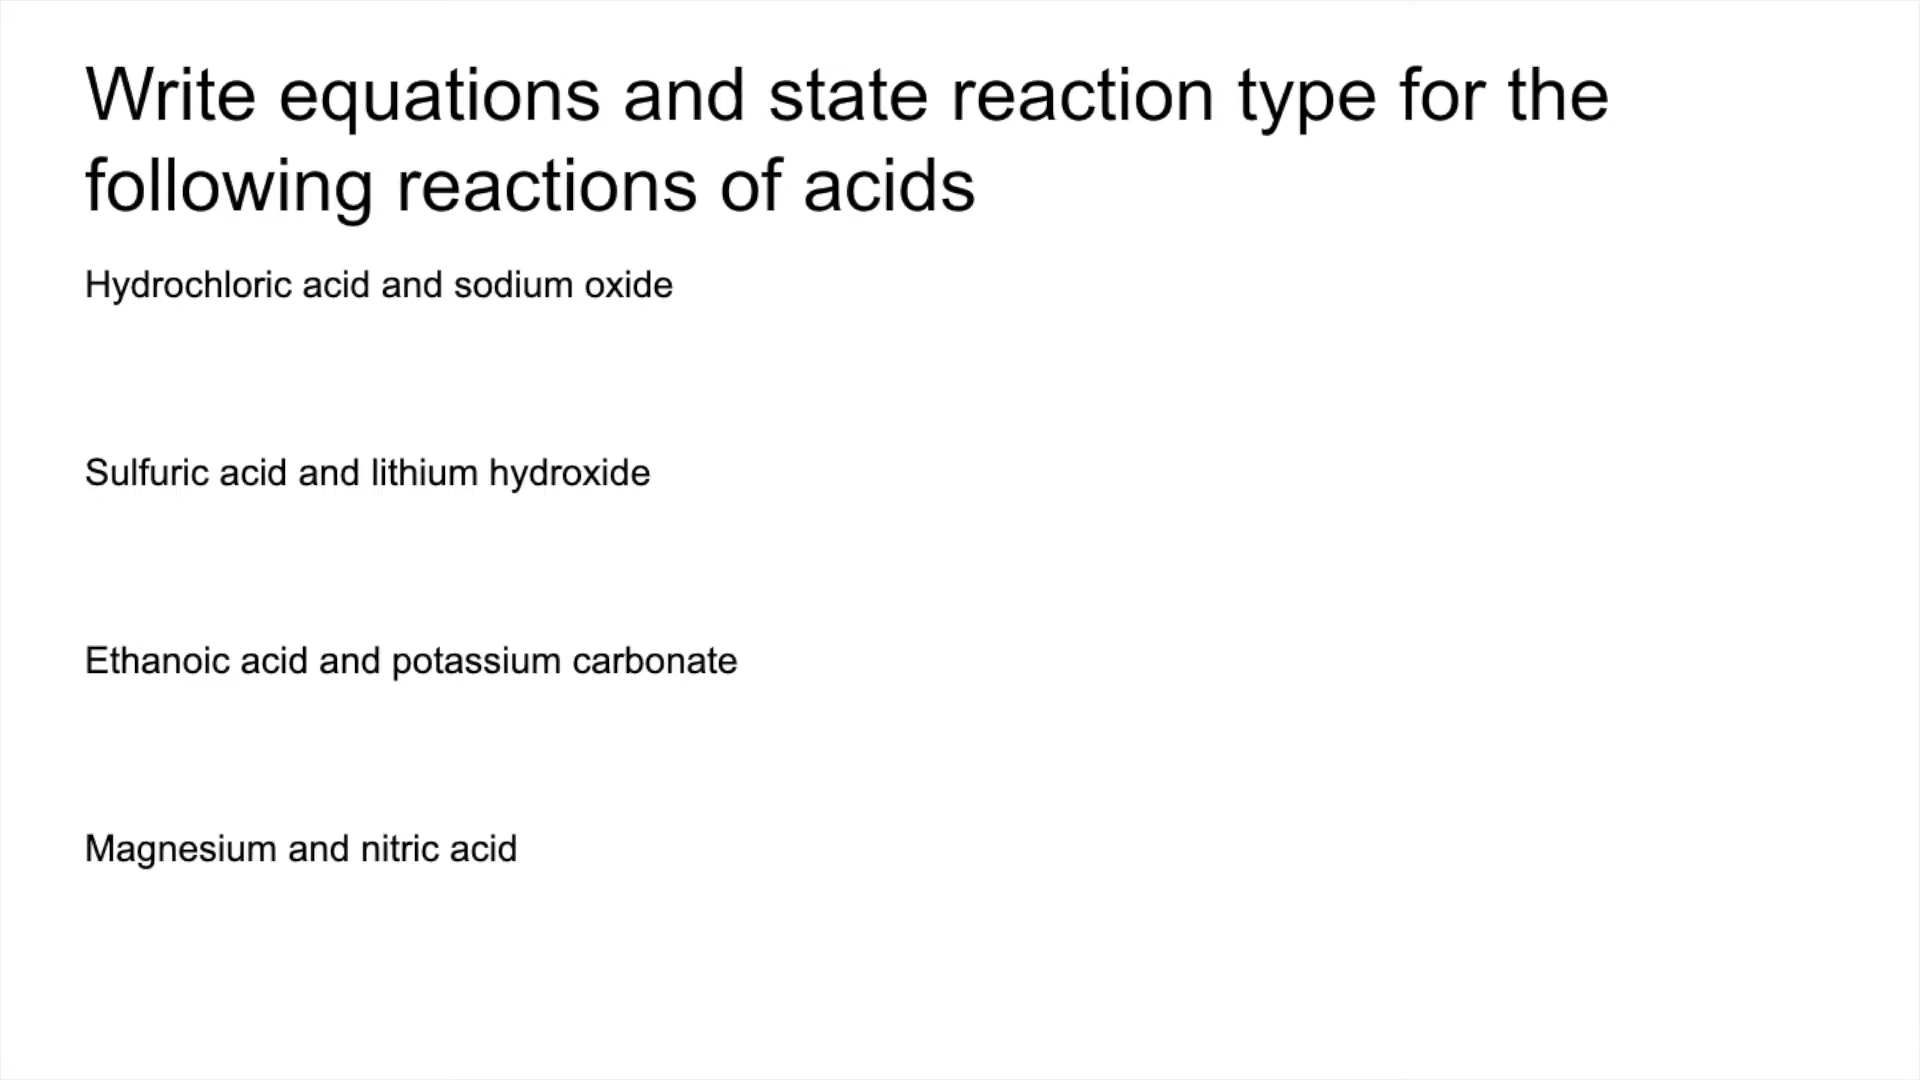 Write equations and state reaction type for the
following reactions of acids
Hydrochloric acid and sodium oxide
Sulfuric acid and lithium hydroxide
Ethanoic acid and potassium carbonate
Magnesium and nitric acid